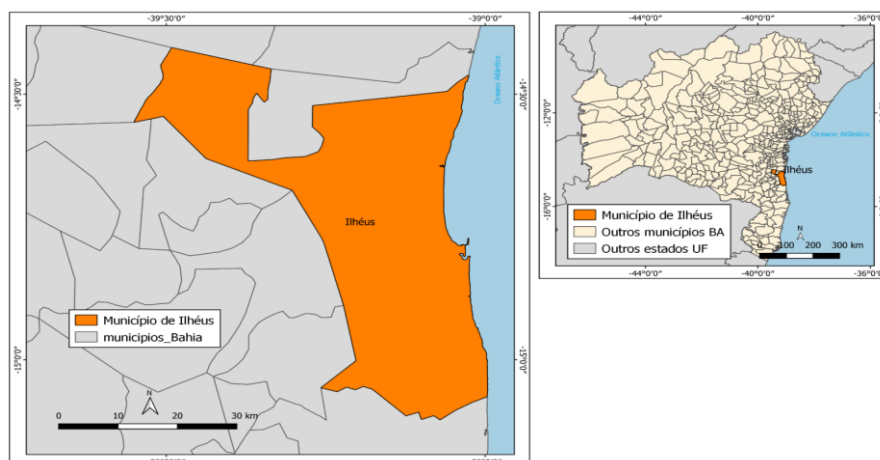 -39°30'0"
-39°0'0"
-14°30'0"
-14°30'0"
Oceano Atlântico
Ilhéus
Município de Ilhéus
municipios_Bahia
-15°0'0"
-15°0'0"
N
0 10 20 30 km
-44°0'0"
-40°0'0"
-36°0'0"
-12°0'0"
-12°0'0"
Oceano Atlântico
Ilhéus
-16°0'0"
-16°0'0"
Município de Ilhéus
Outros municípios BA
Outros estados UF
N
0 100 200 300 km
-44°0'0"
-40°0'0"
-36°0'0"